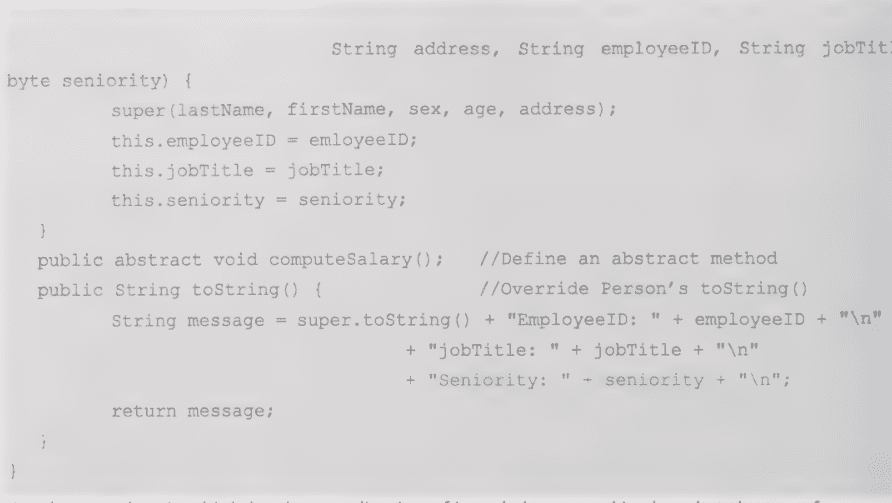 String address, String employeeID, String jobTitl
byte seniority) {
super(lastName, firstName, sex, age, address);
this.employeeID = emloyeeID;
this.jobTitle = jobTitle;
this.seniority = seniority;
}
public abstract void computeSalary(); //Define an abstract method
public String toString() { //Override Person's toString()
String message = super.toString() + "EmployeeID: " + employeeID + "\n"
+ "jobTitle: " + jobTitle + "\n"
+ "Seniority: " + seniority + "\n";
return message;
}
}